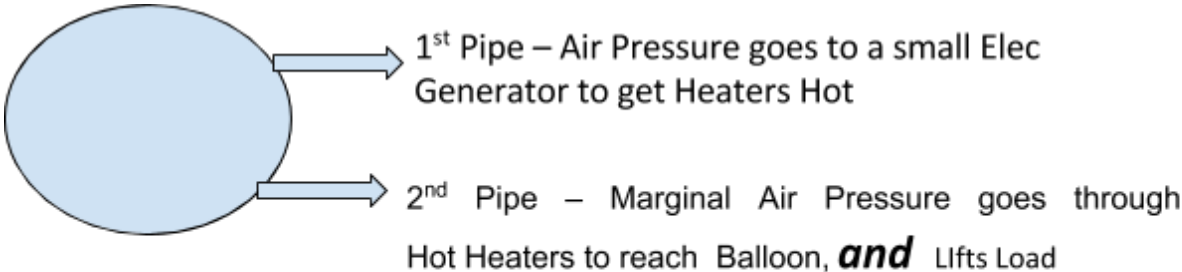 1st Pipe – Air Pressure goes to a small Elec
Generator to get Heaters Hot
2nd Pipe – Marginal Air Pressure goes through
Hot Heaters to reach Balloon, and LIfts Load